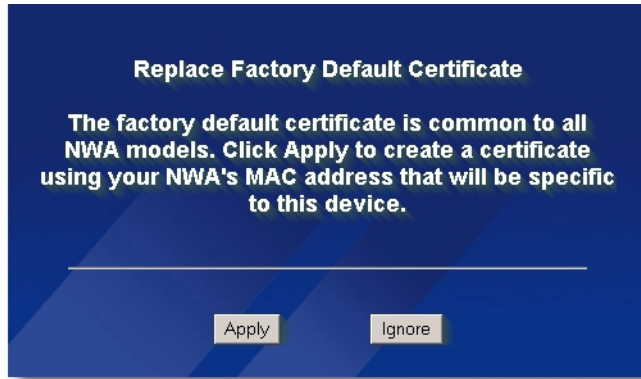 Replace Factory Default Certificate
The factory default certificate is common to all
NWA models. Click Apply to create a certificate
using your NWA's MAC address that will be specific
to this device.
Apply
Ignore